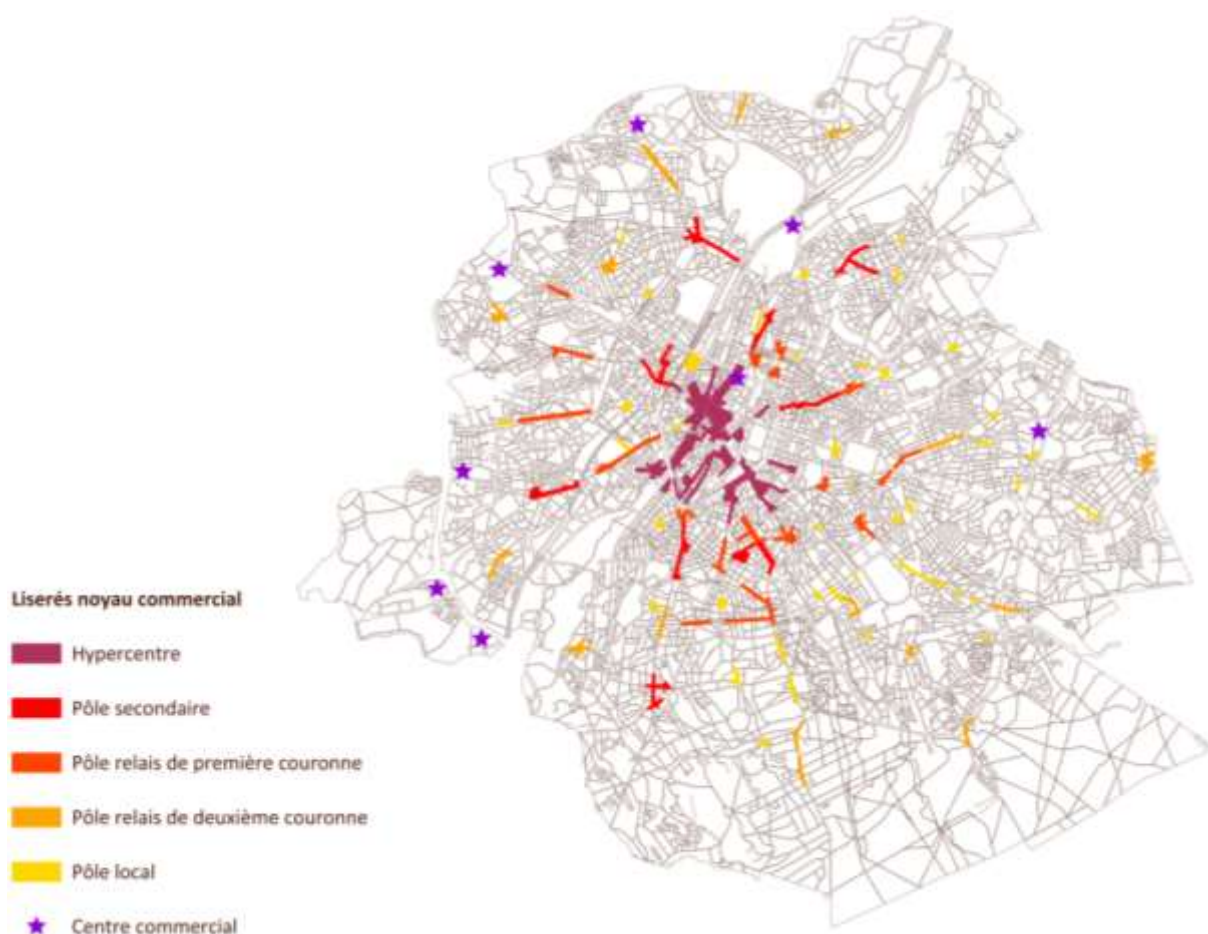 Liserés noyau commercial
Hypercentre
Pôle secondaire
Pôle relais de première couronne
Pôle relais de deuxième couronne
Pôle local
Centre commercial